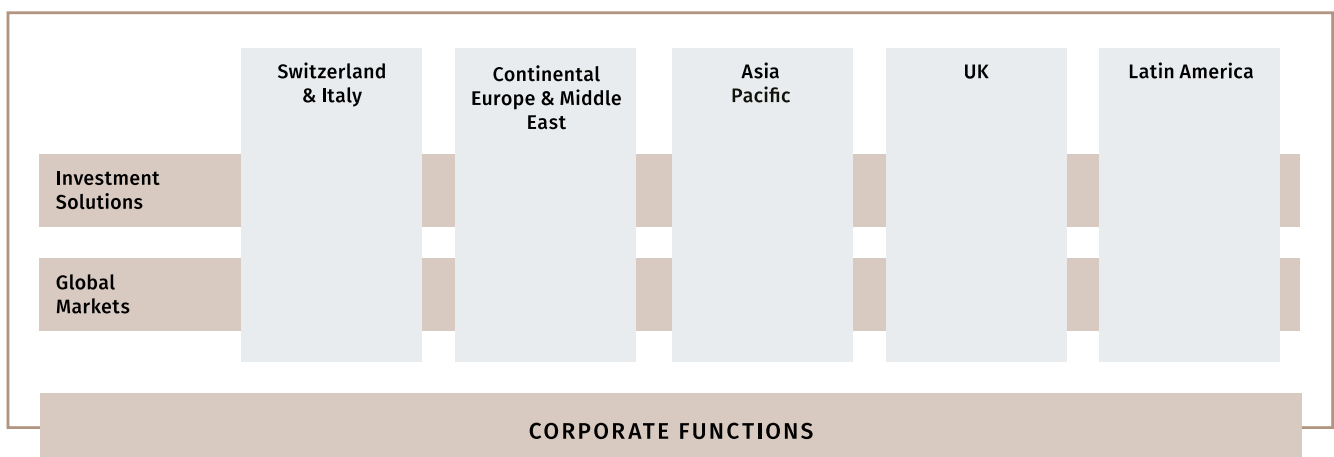 Switzerland
& Italy
Continental
Europe & Middle
East
Asia
Pacific
UK
Latin America
Investment
Solutions
Global
Markets
CORPORATE FUNCTIONS